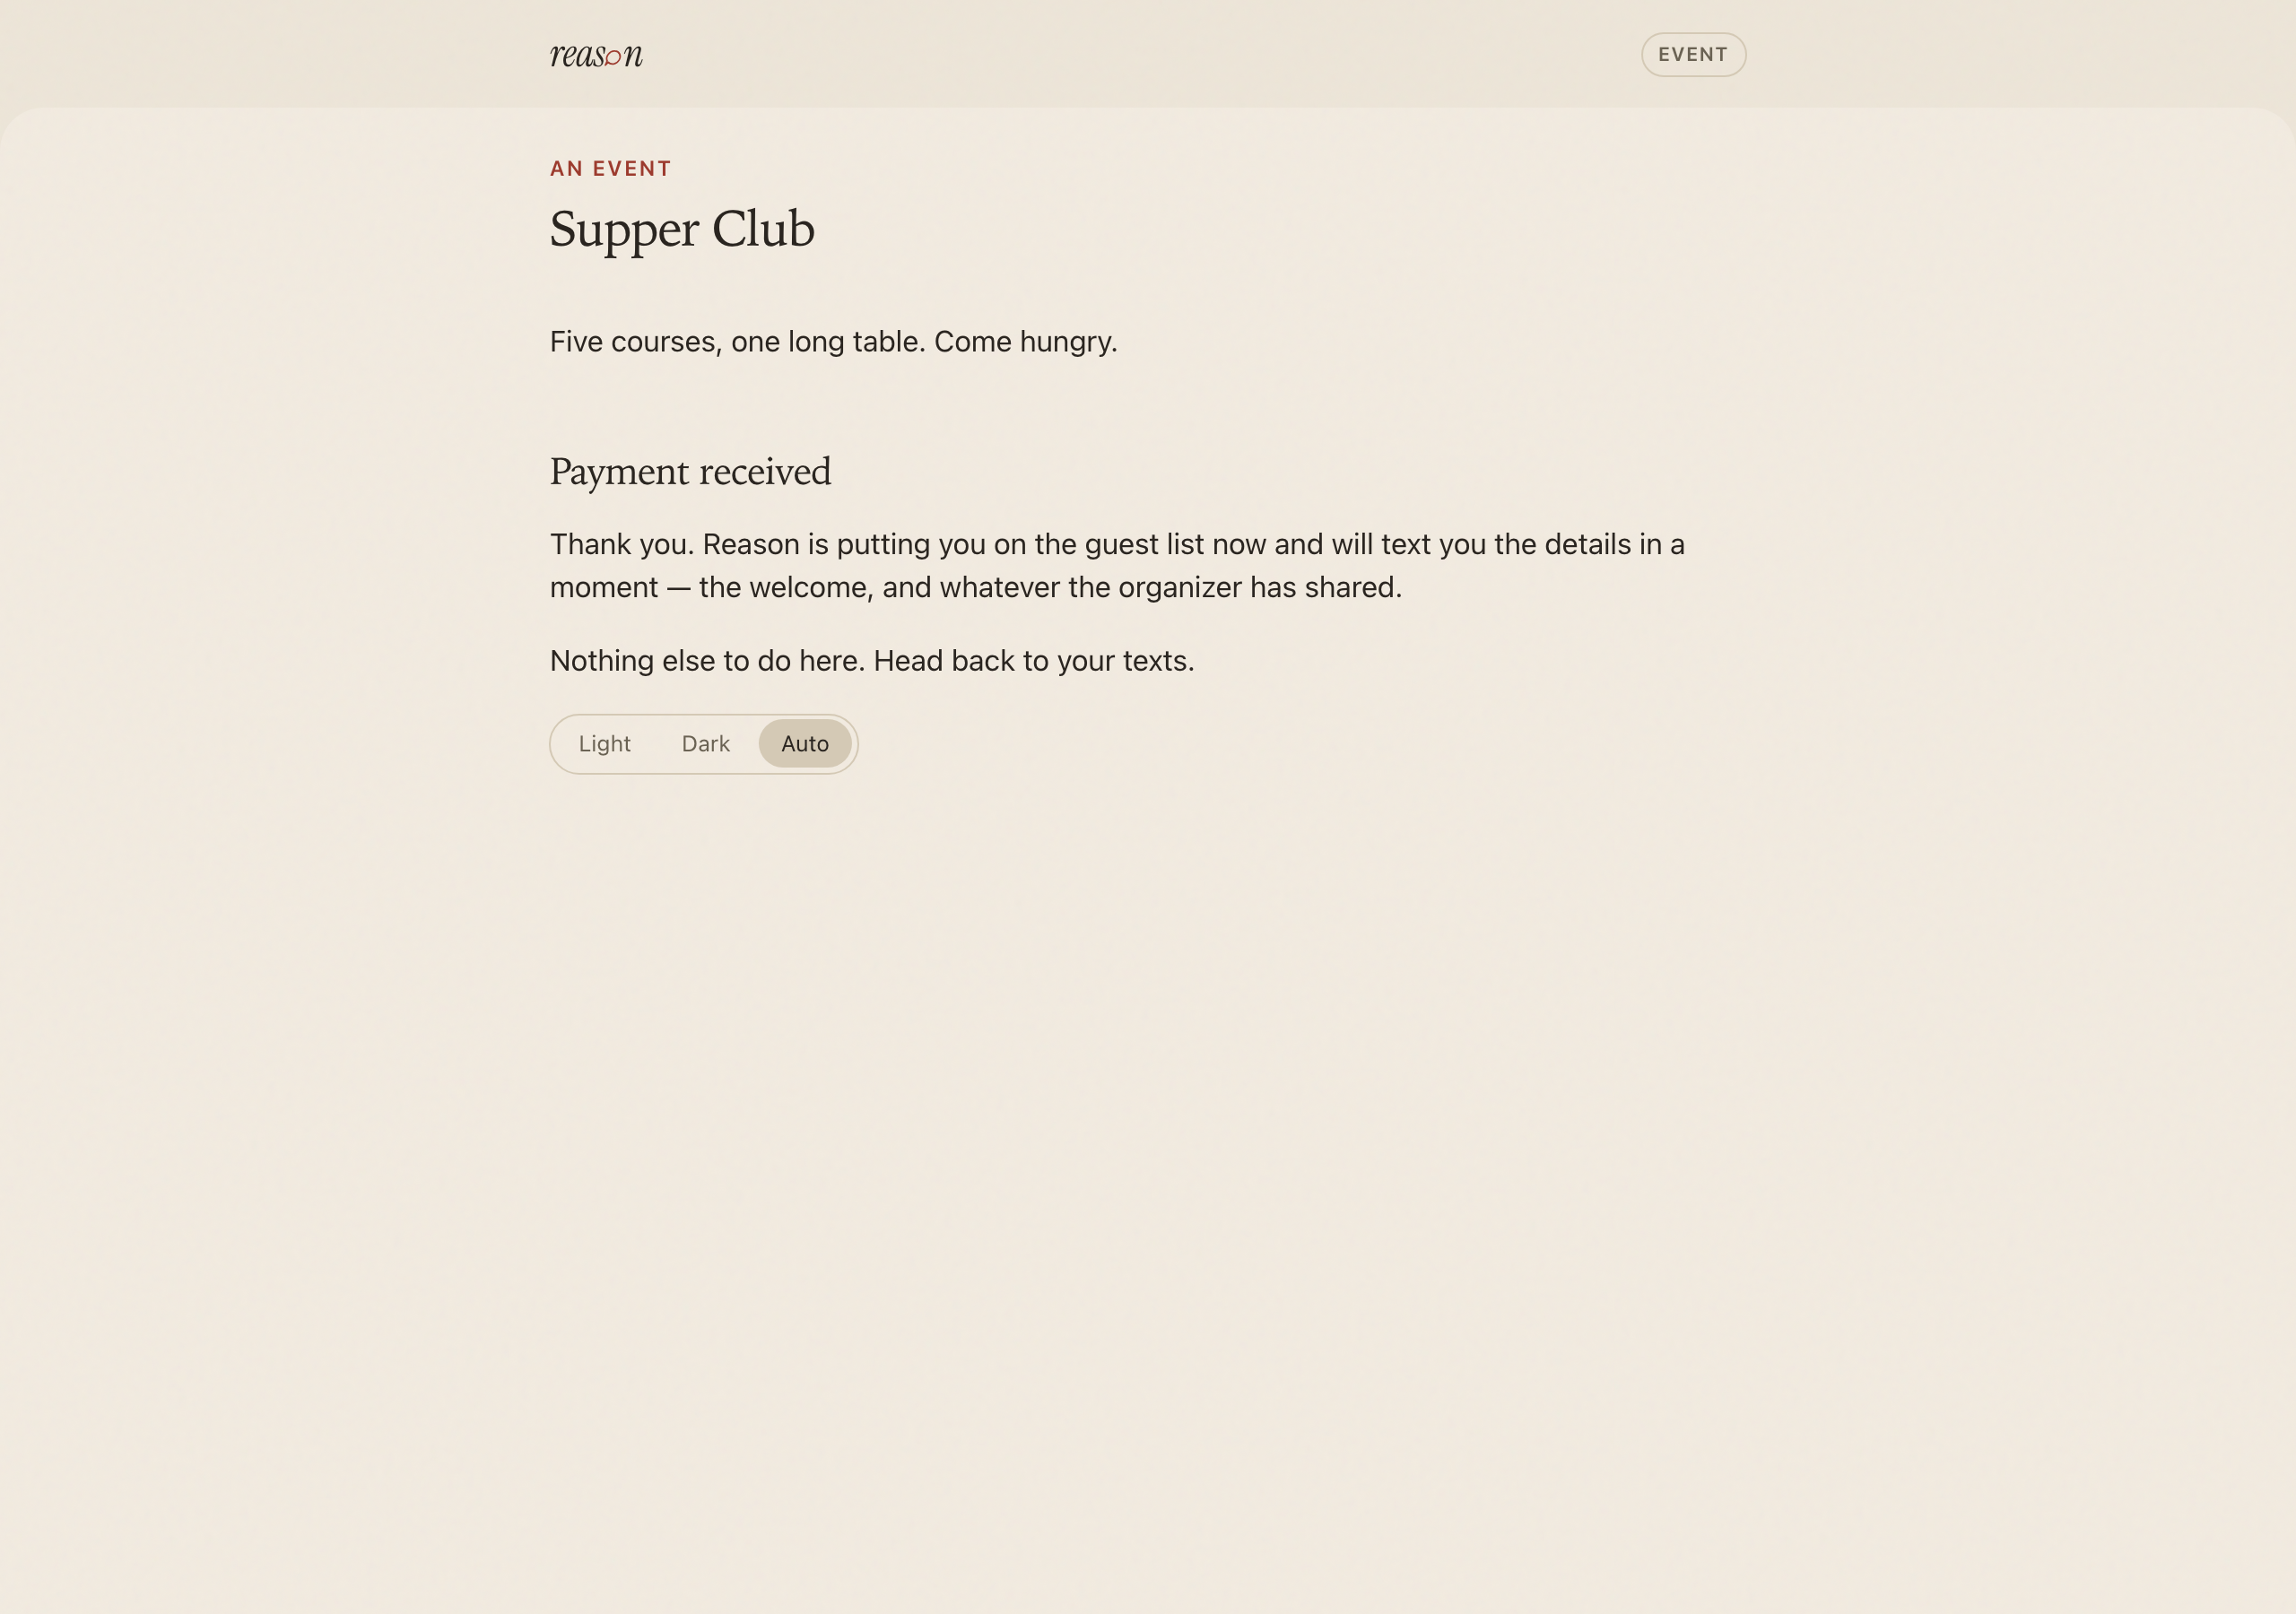 reason
EVENT
AN EVENT
Supper Club
Five courses, one long table. Come hungry.
Payment received
Thank you. Reason is putting you on the guest list now and will text you the details in a
moment — the welcome, and whatever the organizer has shared.
Nothing else to do here. Head back to your texts.
Light Dark Auto